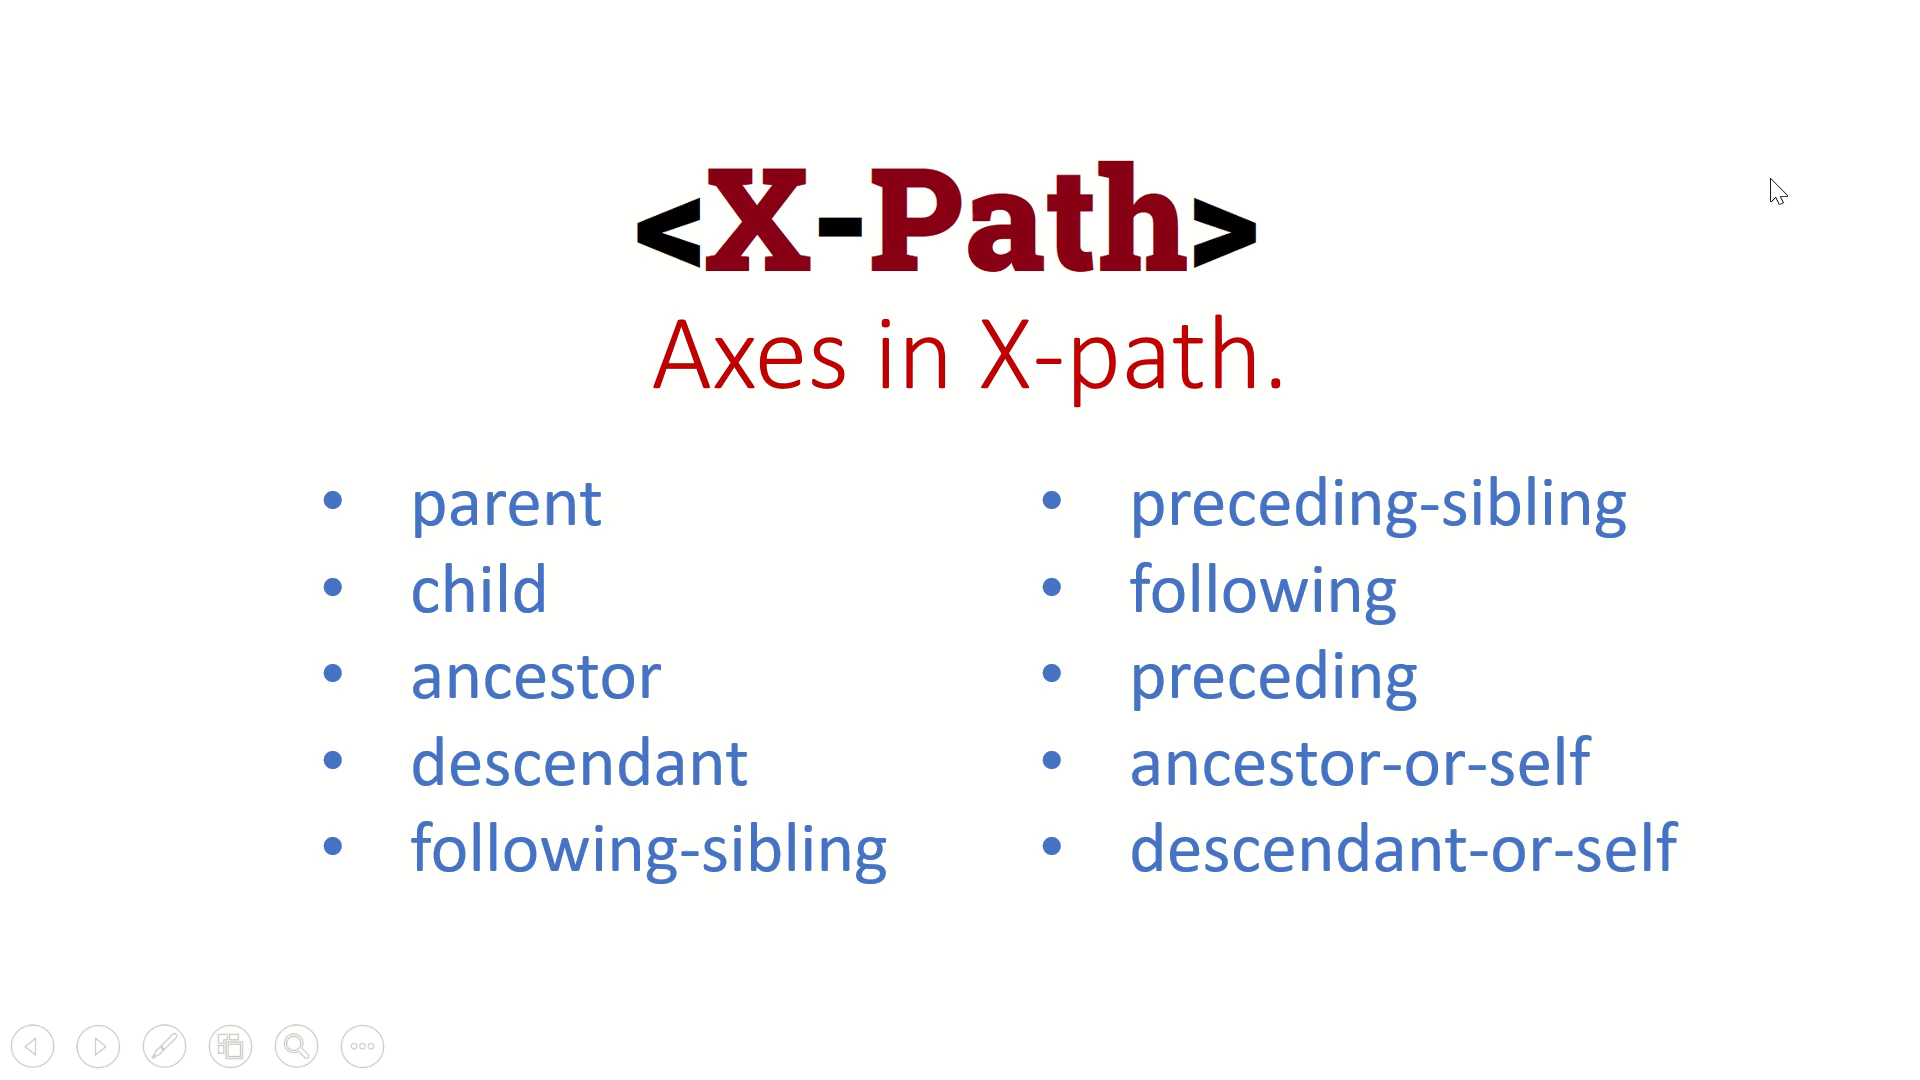 <X-Path>
Axes in X-path.
• parent
• child
• ancestor
• descendant
• following-sibling
• preceding-sibling
• following
• preceding
• ancestor-or-self
• descendant-or-self